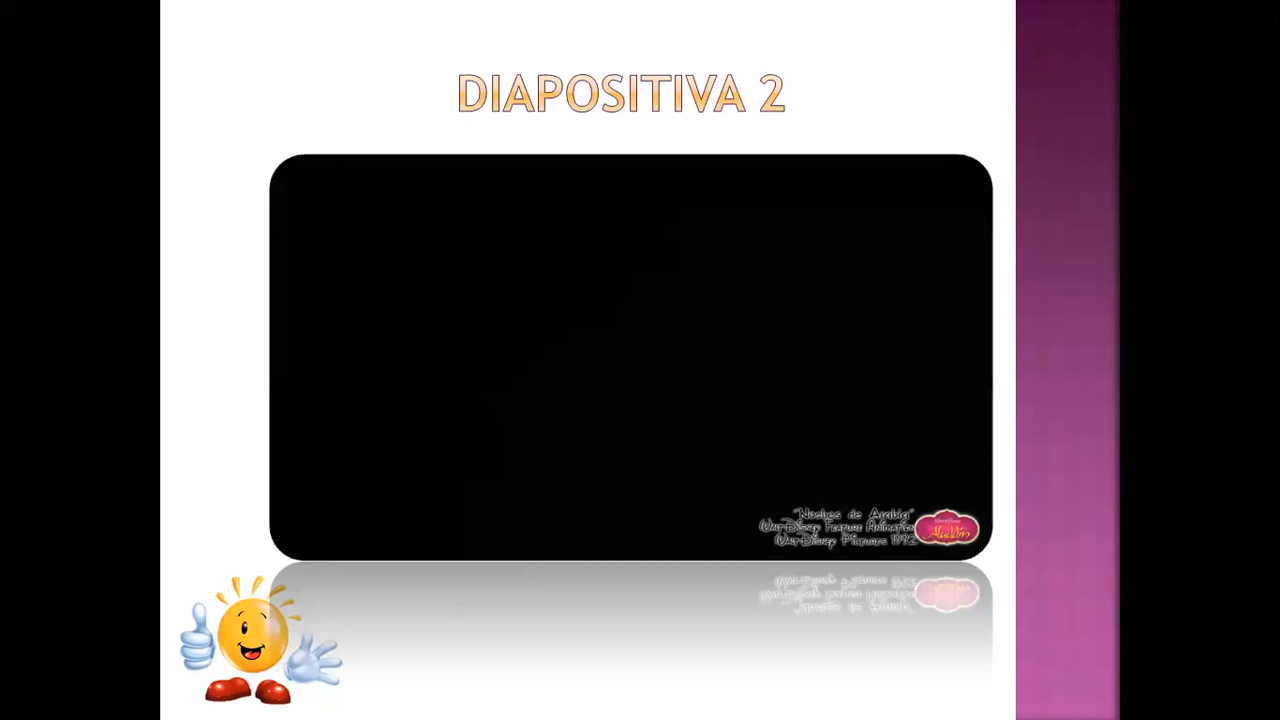 DIAPOSITIVA 2
"Noches de Arabia"
Walt Disney Feature Animation
Walt Disney Pictures 1992
Aladdin